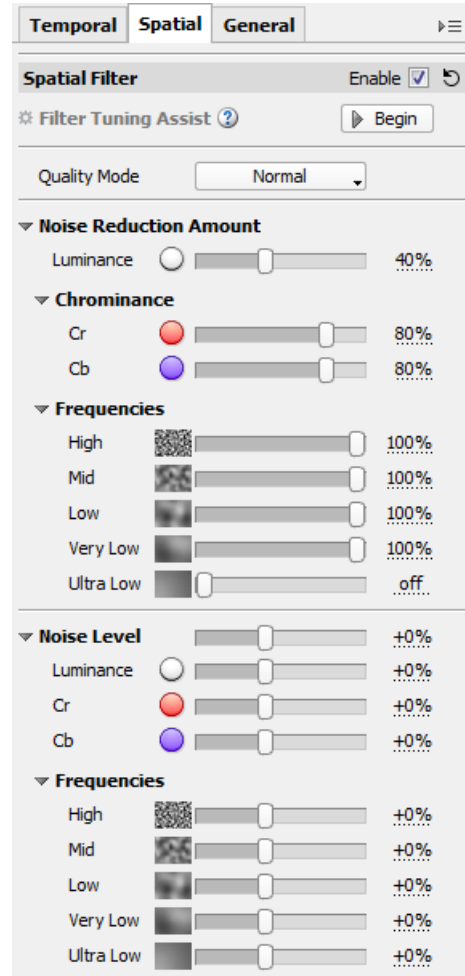 Temporal Spatial General
Spatial Filter Enable
Filter Tuning Assist ? Begin
Quality Mode Normal
Noise Reduction Amount
Luminance 40%
Chrominance
Cr 80%
Cb 80%
Frequencies
High 100%
Mid 100%
Low 100%
Very Low 100%
Ultra Low off
Noise Level +0%
Luminance +0%
Cr +0%
Cb +0%
Frequencies
High +0%
Mid +0%
Low +0%
Very Low +0%
Ultra Low +0%